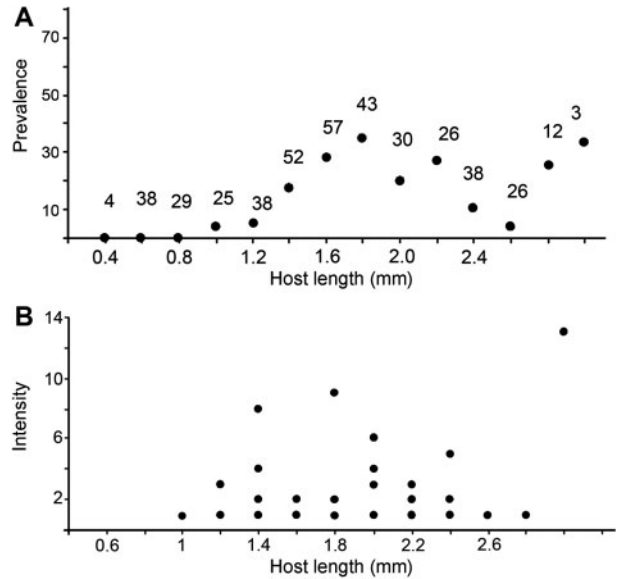 A
Prevalence
70
50
30
10
4 38 29 25 38 52 57 43 30 26 38 26 12 3
0.4 0.8 1.2 1.6 2.0 2.4
Host length (mm)
B
Intensity
14
10
6
2
0.6 1 1.4 1.8 2.2 2.6
Host length (mm)